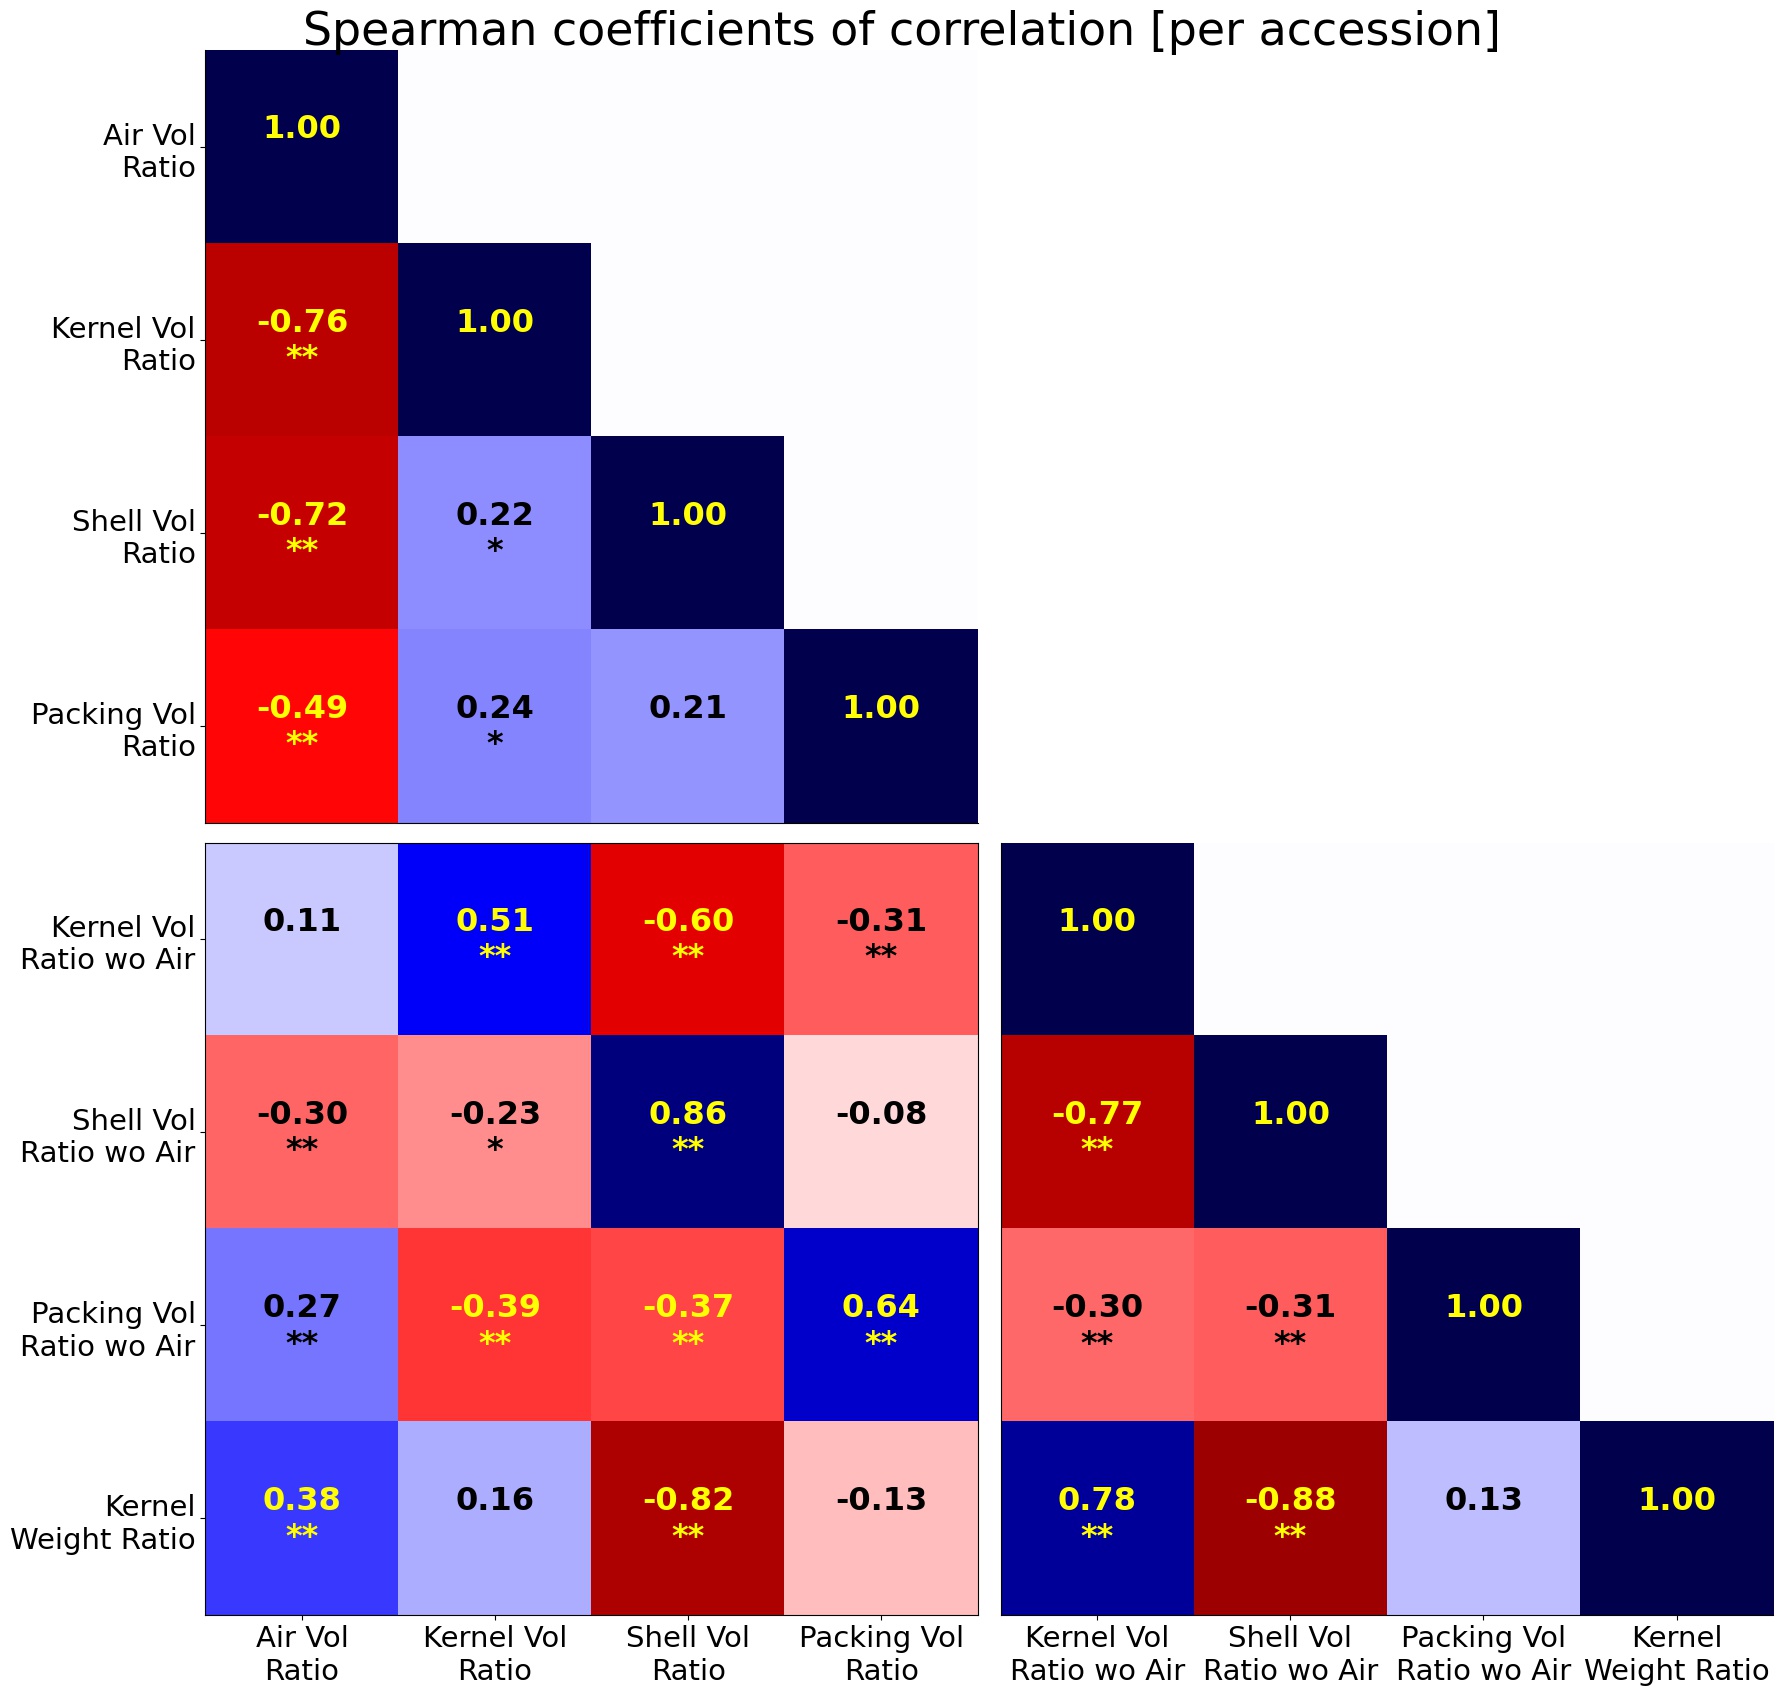 Spearman coefficients of correlation [per accession]
Air Vol
Ratio
1.00
Kernel Vol
Ratio
-0.76
**
1.00
Shell Vol
Ratio
-0.72
**
0.22
*
1.00
Packing Vol
Ratio
-0.49
**
0.24
*
0.21
1.00
Kernel Vol
Ratio wo Air
0.11
0.51
**
-0.60
**
-0.31
**
1.00
Shell Vol
Ratio wo Air
-0.30
**
-0.23
*
0.86
**
-0.08
-0.77
**
1.00
Packing Vol
Ratio wo Air
0.27
**
-0.39
**
-0.37
**
0.64
**
-0.30
**
-0.31
**
1.00
Kernel
Weight Ratio
0.38
**
0.16
-0.82
**
-0.13
0.78
**
-0.88
**
0.13
1.00
Air Vol
Ratio
Kernel Vol
Ratio
Shell Vol
Ratio
Packing Vol
Ratio
Kernel Vol
Ratio wo Air
Shell Vol
Ratio wo Air
Packing Vol
Ratio wo Air
Kernel
Weight Ratio